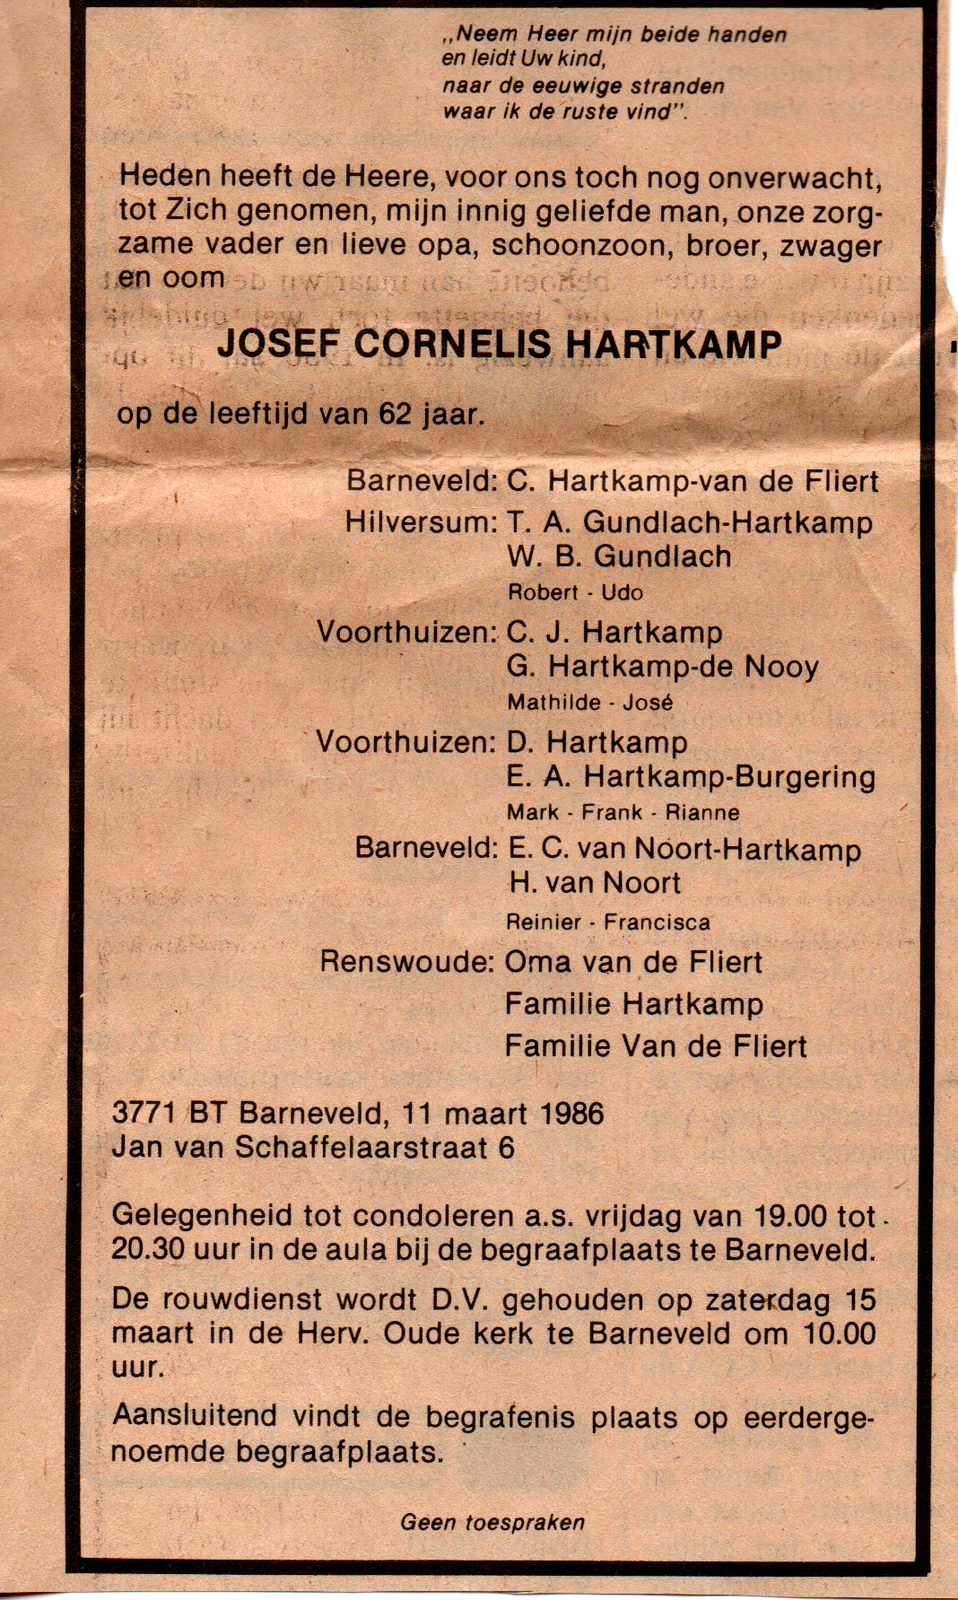 „Neem Heer mijn beide handen
en leidt Uw kind,
naar de eeuwige stranden
waar ik de ruste vind”.
Heden heeft de Heere, voor ons toch nog onverwacht,
tot Zich genomen, mijn innig geliefde man, onze zorg-
zame vader en lieve opa, schoonzoon, broer, zwager
en oom
JOSEF CORNELIS HARTKAMP
op de leeftijd van 62 jaar.
Barneveld: C. Hartkamp-van de Fliert
Hilversum: T. A. Gundlach-Hartkamp
W. B. Gundlach
Robert - Udo
Voorthuizen: C. J. Hartkamp
G. Hartkamp-de Nooy
Mathilde - José
Voorthuizen: D. Hartkamp
E. A. Hartkamp-Burgering
Mark - Frank - Rianne
Barneveld: E. C. van Noort-Hartkamp
H. van Noort
Reinier - Francisca
Renswoude: Oma van de Fliert
Familie Hartkamp
Familie Van de Fliert
3771 BT Barneveld, 11 maart 1986
Jan van Schaffelaarstraat 6
Gelegenheid tot condoleren a.s. vrijdag van 19.00 tot
20.30 uur in de aula bij de begraafplaats te Barneveld.
De rouwdienst wordt D.V. gehouden op zaterdag 15
maart in de Herv. Oude kerk te Barneveld om 10.00
uur.
Aansluitend vindt de begrafenis plaats op eerderge-
noemde begraafplaats.
Geen toespraken